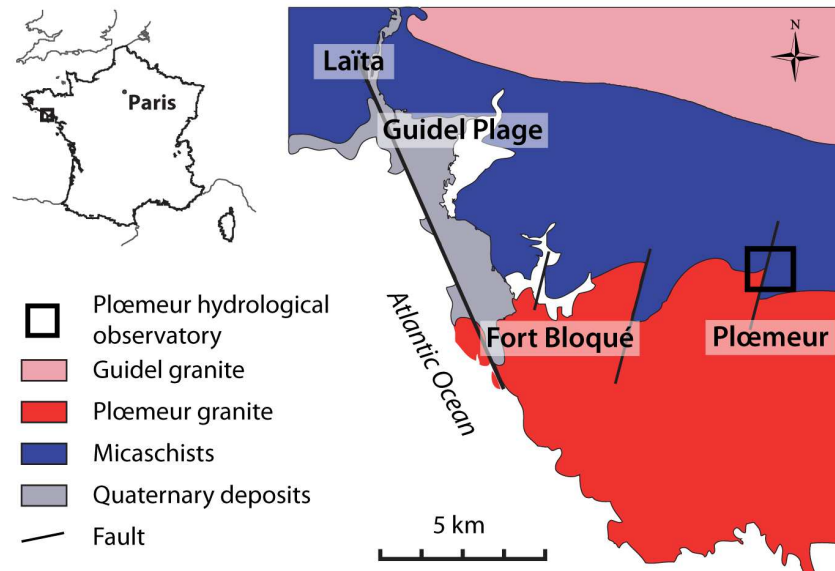 Paris
Plœmeur hydrological
observatory
Guidel granite
Plœmeur granite
Micaschists
Quaternary deposits
Fault
N
Laïta
Guidel Plage
Fort Bloqué
Plœmeur
Atlantic Ocean
5 km